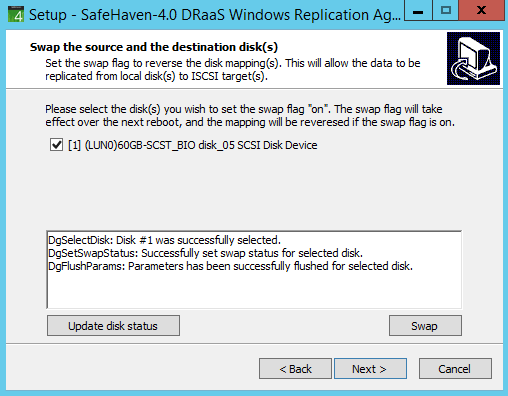 4 Setup - SafeHaven-4.0 DRaaS Windows Replication Ag...
Swap the source and the destination disk(s)
Set the swap flag to reverse the disk mapping(s). This will allow the data to be
replicated from local disk(s) to ISCSI target(s).
Please select the disk(s) you wish to set the swap flag "on". The swap flag will take
effect over the next reboot, and the mapping will be reveresed if the swap flag is on.
[1] (LUN0)60GB-SCST_BIO disk_05 SCSI Disk Device
DgSelectDisk: Disk #1 was successfully selected.
DgSetSwapStatus: Successfully set swap status for selected disk.
DgFlushParams: Parameters has been successfully flushed for selected disk.
Update disk status Swap
< Back Next > Cancel